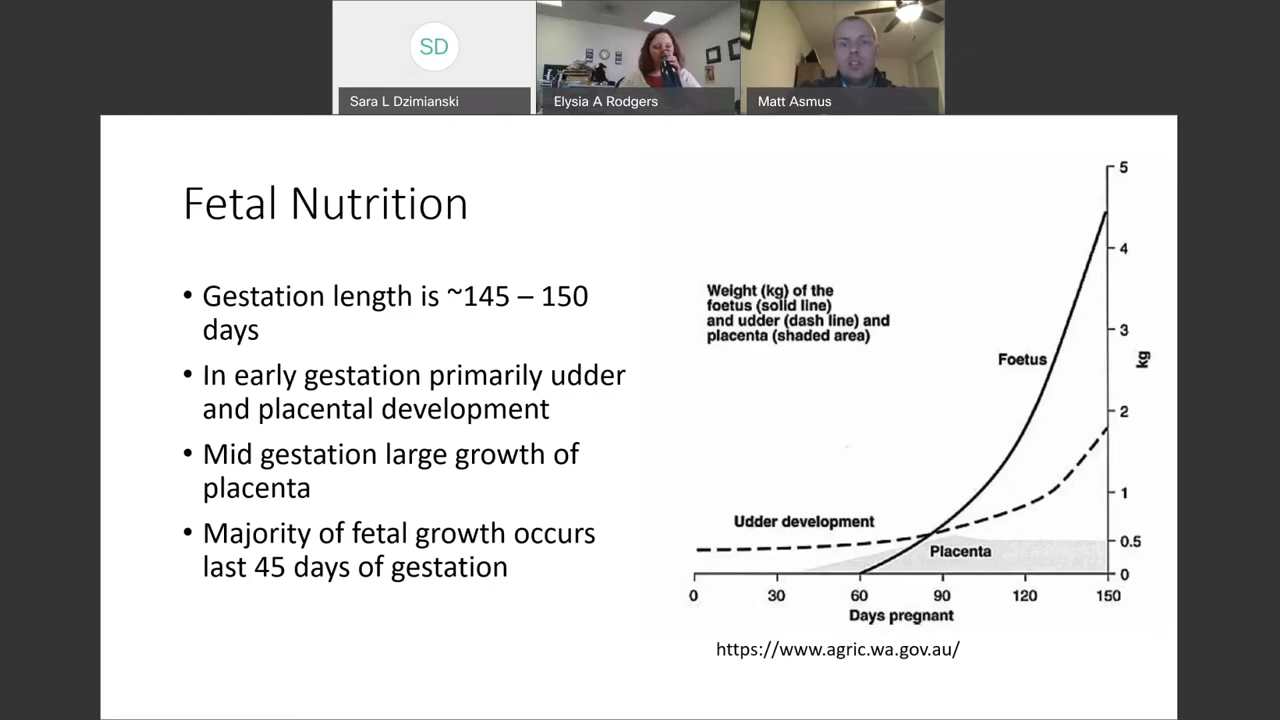 SD
Sara L Dzimianski
Elysia A Rodgers
Matt Asmus
Fetal Nutrition
• Gestation length is ~145 – 150
days
• In early gestation primarily udder
and placental development
• Mid gestation large growth of
placenta
• Majority of fetal growth occurs
last 45 days of gestation
Weight (kg) of the
foetus (solid line)
and udder (dash line) and
placenta (shaded area)
Foetus
Udder development
Placenta
5
4
3
2
1
0.5
0
kg
0 30 60 90 120 150
Days pregnant
https://www.agric.wa.gov.au/